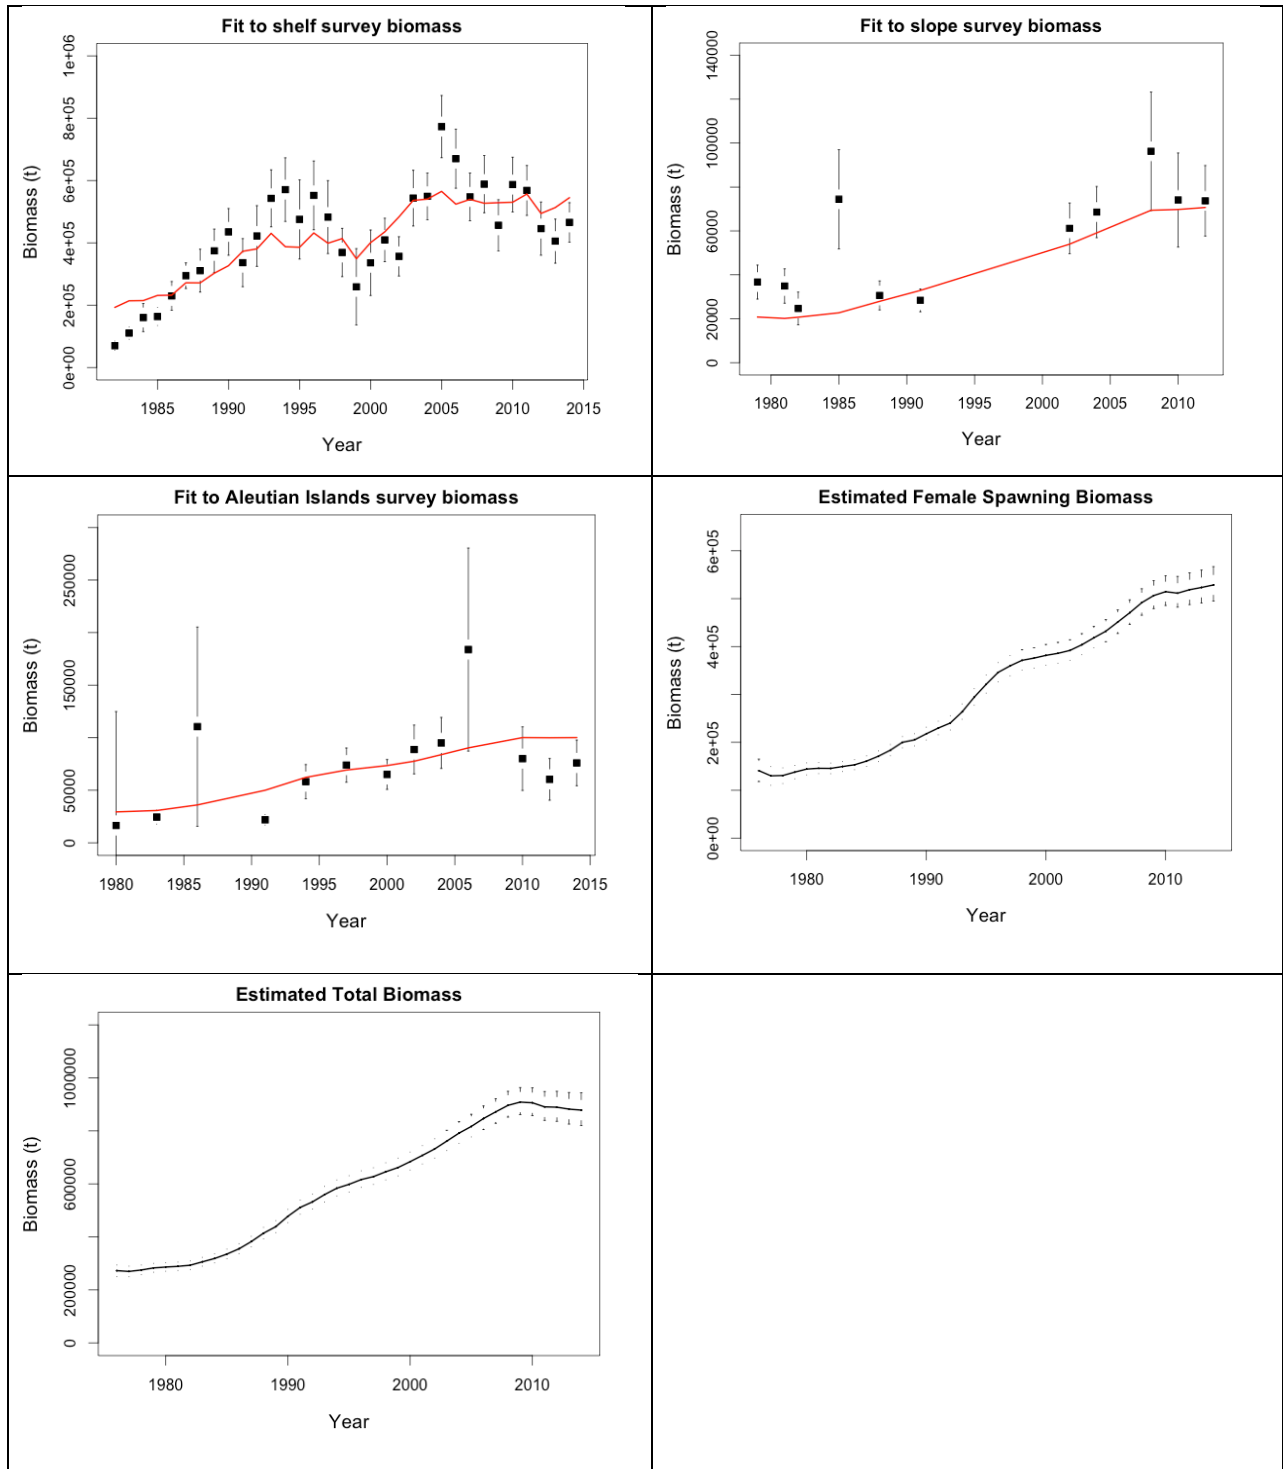 Fit to shelf survey biomass
1e+06
8e+05
6e+05
4e+05
2e+05
0e+00
Biomass (t)
1985 1990 1995 2000 2005 2010 2015
Year
Fit to slope survey biomass
140000
100000
60000
20000
0
Biomass (t)
1980 1985 1990 1995 2000 2005 2010
Year
Fit to Aleutian Islands survey biomass
250000
150000
50000
0
Biomass (t)
1980 1985 1990 1995 2000 2005 2010 2015
Year
Estimated Female Spawning Biomass
6e+05
4e+05
2e+05
0e+00
Biomass (t)
1980 1990 2000 2010
Year
Estimated Total Biomass
1000000
600000
200000
0
Biomass (t)
1980 1990 2000 2010
Year